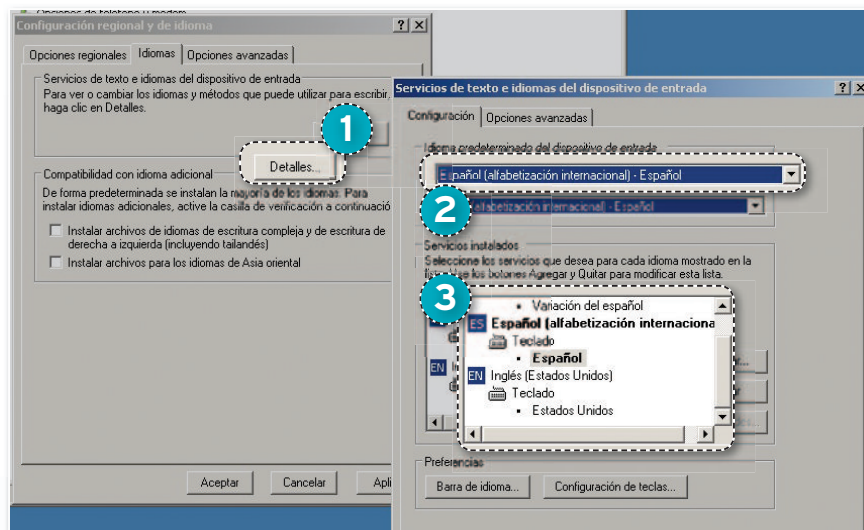 Opciones de teléfono y módem
Configuración regional y de idioma
Opciones regionales
Idiomas
Opciones avanzadas
Servicios de texto e idiomas del dispositivo de entrada
Para ver o cambiar los idiomas y métodos que puede utilizar para escribir,
haga clic en Detalles.
1
Detalles...
Compatibilidad con idioma adicional
De forma predeterminada se instalan la mayoría de los idiomas. Para
instalar idiomas adicionales, active la casilla de verificación a continuació
Instalar archivos de idiomas de escritura compleja y de escritura de
derecha a izquierda (incluyendo tailandés)
Instalar archivos para los idiomas de Asia oriental
Aceptar
Cancelar
Apli
Servicios de texto e idiomas del dispositivo de entrada
Configuración
Opciones avanzadas
Idioma predeterminado del dispositivo de entrada
Español (alfabetización internacional) - Español
2
alfabetización internacional) - Español
Servicios instalados
Seleccione los servicios que desea para cada idioma mostrado en la
los botones Agregar y Quitar para modificar esta lista.
3
Variación del español
ES Español (alfabetización internaciona
Teclado
Español
EN Inglés (Estados Unidos)
Teclado
Estados Unidos
EN
Preferencias
Barra de idioma...
Configuración de teclas...